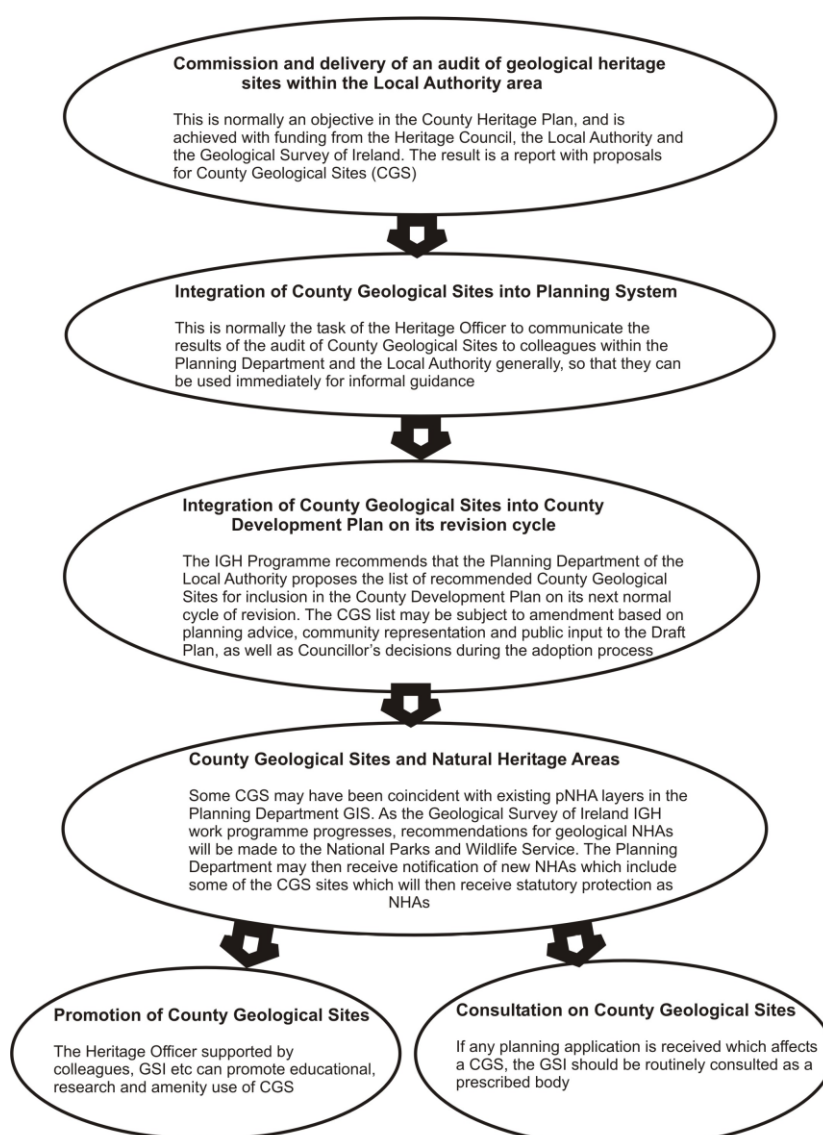 Commission and delivery of an audit of geological heritage
sites within the Local Authority area
This is normally an objective in the County Heritage Plan, and is
achieved with funding from the Heritage Council, the Local Authority and
the Geological Survey of Ireland. The result is a report with proposals
for County Geological Sites (CGS)
Integration of County Geological Sites into Planning System
This is normally the task of the Heritage Officer to communicate the
results of the audit of County Geological Sites to colleagues within the
Planning Department and the Local Authority generally, so that they can
be used immediately for informal guidance
Integration of County Geological Sites into County
Development Plan on its revision cycle
The IGH Programme recommends that the Planning Department of the
Local Authority proposes the list of recommended County Geological
Sites for inclusion in the County Development Plan on its next normal
cycle of revision. The CGS list may be subject to amendment based on
planning advice, community representation and public input to the Draft
Plan, as well as Councillor's decisions during the adoption process
County Geological Sites and Natural Heritage Areas
Some CGS may have been coincident with existing pNHA layers in the
Planning Department GIS. As the Geological Survey of Ireland IGH
work programme progresses, recommendations for geological NHAs
will be made to the National Parks and Wildlife Service. The Planning
Department may then receive notification of new NHAs which include
some of the CGS sites which will then receive statutory protection as
NHAs
Promotion of County Geological Sites
The Heritage Officer supported by
colleagues, GSI etc can promote educational,
research and amenity use of CGS
Consultation on County Geological Sites
If any planning application is received which affects
a CGS, the GSI should be routinely consulted as a
prescribed body